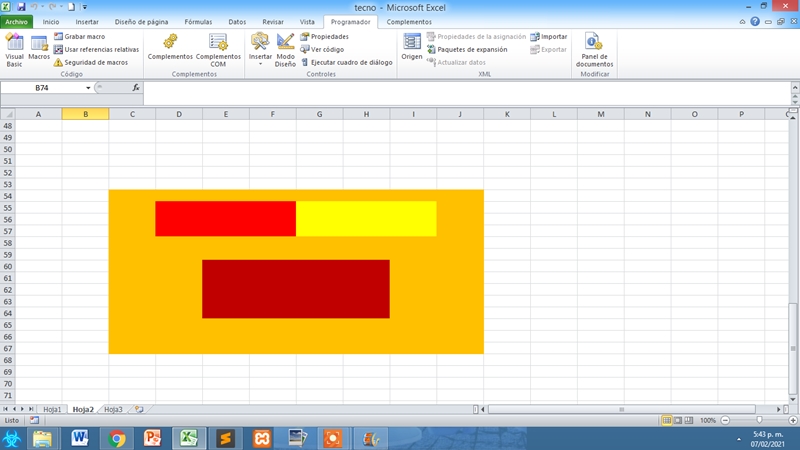 tecno - Microsoft Excel
Archivo Inicio Insertar Diseño de página Fórmulas Datos Revisar Vista Programador Complementos
Visual Basic
Macros
Grabar macro
Usar referencias relativas
Seguridad de macros
Código
Complementos
Complementos COM
Complementos
Insertar
Modo Diseño
Propiedades
Ver código
Ejecutar cuadro de diálogo
Controles
Origen
Propiedades de la asignación
Paquetes de expansión
Actualizar datos
Importar
Exportar
XML
Panel de documentos
Modificar
B74 fx
A B C D E F G H I J K L M N O P
48
49
50
51
52
53
54
55
56
57
58
59
60
61
62
63
64
65
66
67
68
69
70
71
Hoja1 Hoja2 Hoja3
Listo 100%
5:43 p. m.
07/02/2021